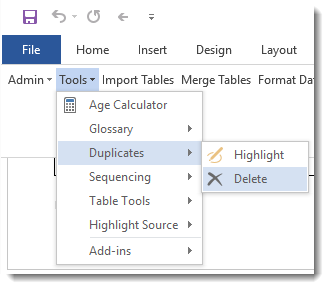 File Home Insert Design Layout
Admin Tools Import Tables Merge Tables Format Da
Age Calculator
Glossary
Duplicates
Highlight
Sequencing
Delete
Table Tools
Highlight Source
Add-ins